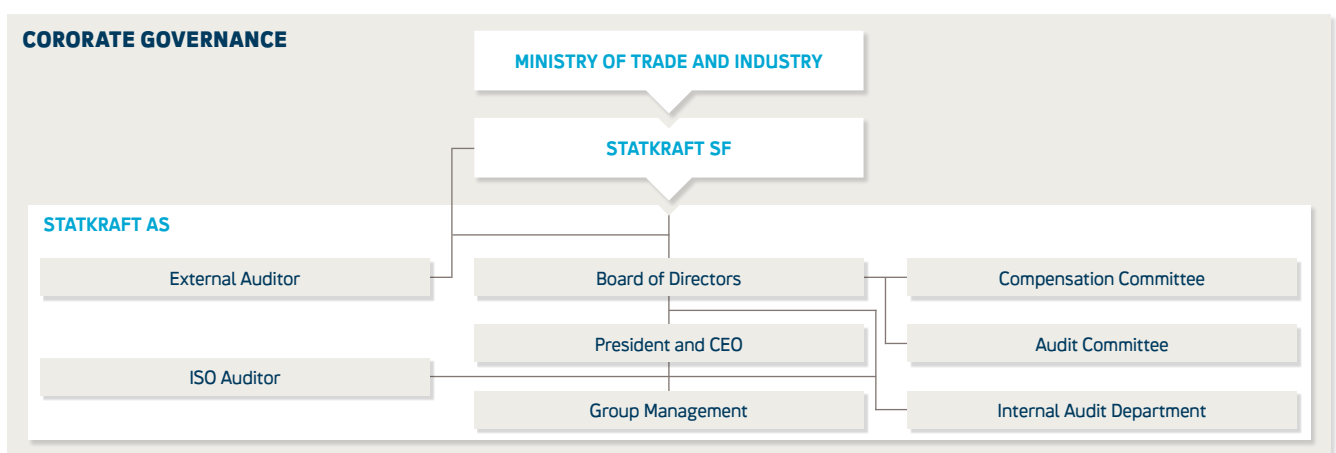 CORORATE GOVERNANCE
MINISTRY OF TRADE AND INDUSTRY
STATKRAFT SF
STATKRAFT AS
External Auditor
Board of Directors
Compensation Committee
President and CEO
Audit Committee
ISO Auditor
Group Management
Internal Audit Department